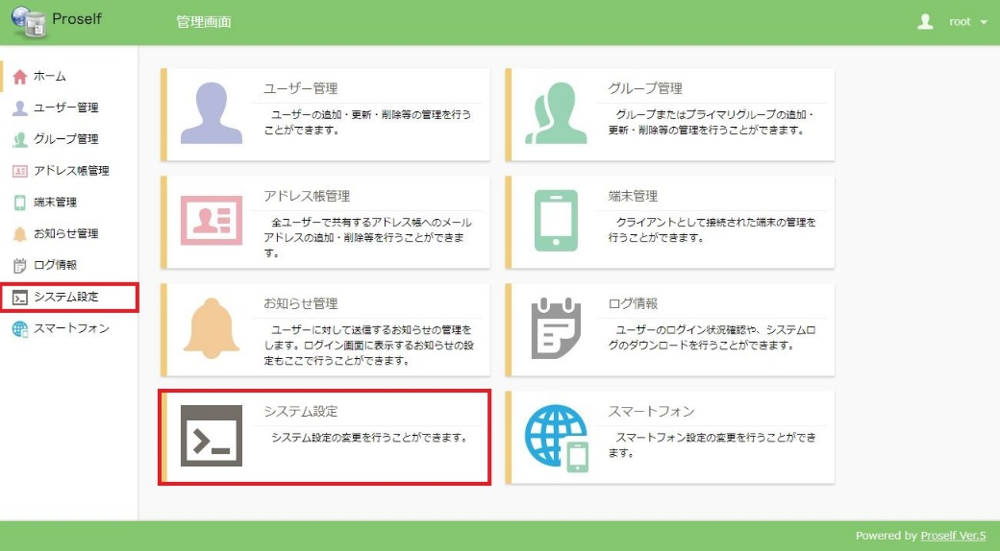 Proself
管理画面
root
ホーム
ユーザー管理
グループ管理
アドレス帳管理
端末管理
お知らせ管理
ログ情報
システム設定
スマートフォン
ユーザー管理
ユーザーの追加・更新・削除等の管理を行う
ことができます。
グループ管理
グループまたはプライマリグループの追加・
更新・削除等の管理を行うことができます。
アドレス帳管理
全ユーザーで共有するアドレス帳へのメール
アドレスの追加・削除等を行うことができま
す。
端末管理
クライアントとして接続された端末の管理を
行うことができます。
お知らせ管理
ユーザーに対して送信するお知らせの管理を
します。ログイン画面に表示するお知らせの設
定もここで行うことができます。
ログ情報
ユーザーのログイン状況確認や、システムロ
グのダウンロードを行うことができます。
システム設定
システム設定の変更を行うことができます。
スマートフォン
スマートフォン設定の変更を行うことができ
ます。
Powered by Proself Ver.5